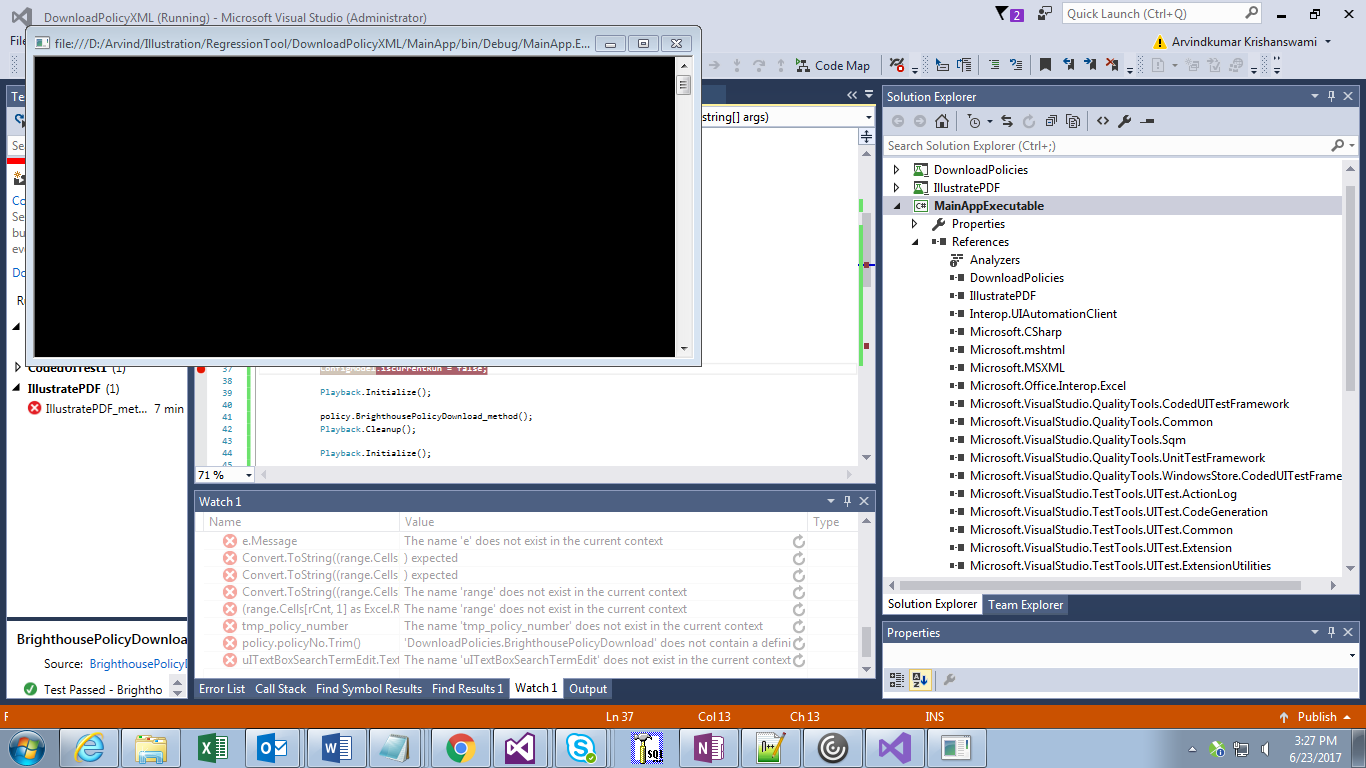 DownloadPolicyXML (Running) - Microsoft Visual Studio (Administrator)
2
Quick Launch (Ctrl+Q)
Arvindkumar Krishanswami
file:///D:/Arvind/Illustration/RegressionTool/DownloadPolicyXML/MainApp/bin/Debug/MainApp.E...
Code Map
string[] args)
37 ConfigModel.iscurrentRun = false;
38
39 Playback.Initialize();
40
41 policy.BrighthousePolicyDownload_method();
42 Playback.Cleanup();
43
44 Playback.Initialize();
45
71 %
CodedUITest1 (1)
IllustratePDF (1)
IllustratePDF_met... 7 min
BrighthousePolicyDownloa
Source: BrighthousePolicyD
Test Passed - Brightho
Watch 1
Name Value Type
e.Message The name 'e' does not exist in the current context
Convert.ToString((range.Cells ) expected
Convert.ToString((range.Cells ) expected
Convert.ToString((range.Cells The name 'range' does not exist in the current context
(range.Cells[rCnt, 1] as Excel.R The name 'range' does not exist in the current context
tmp_policy_number The name 'tmp_policy_number' does not exist in the current context
policy.policyNo.Trim() 'DownloadPolicies.BrighthousePolicyDownload' does not contain a defini
uITextBoxSearchTermEdit.Text The name 'uITextBoxSearchTermEdit' does not exist in the current context
Error List Call Stack Find Symbol Results Find Results 1 Watch 1 Output
Solution Explorer
Search Solution Explorer (Ctrl+;)
DownloadPolicies
IllustratePDF
C# MainAppExecutable
Properties
References
Analyzers
DownloadPolicies
IllustratePDF
Interop.UIAutomationClient
Microsoft.CSharp
Microsoft.mshtml
Microsoft.MSXML
Microsoft.Office.Interop.Excel
Microsoft.VisualStudio.QualityTools.CodedUITestFramework
Microsoft.VisualStudio.QualityTools.Common
Microsoft.VisualStudio.QualityTools.Sqm
Microsoft.VisualStudio.QualityTools.UnitTestFramework
Microsoft.VisualStudio.QualityTools.WindowsStore.CodedUITestFrame
Microsoft.VisualStudio.TestTools.UITest.ActionLog
Microsoft.VisualStudio.TestTools.UITest.CodeGeneration
Microsoft.VisualStudio.TestTools.UITest.Common
Microsoft.VisualStudio.TestTools.UITest.Extension
Microsoft.VisualStudio.TestTools.UITest.ExtensionUtilities
Solution Explorer Team Explorer
Properties
Ln 37 Col 13 Ch 13 INS Publish
3:27 PM
6/23/2017